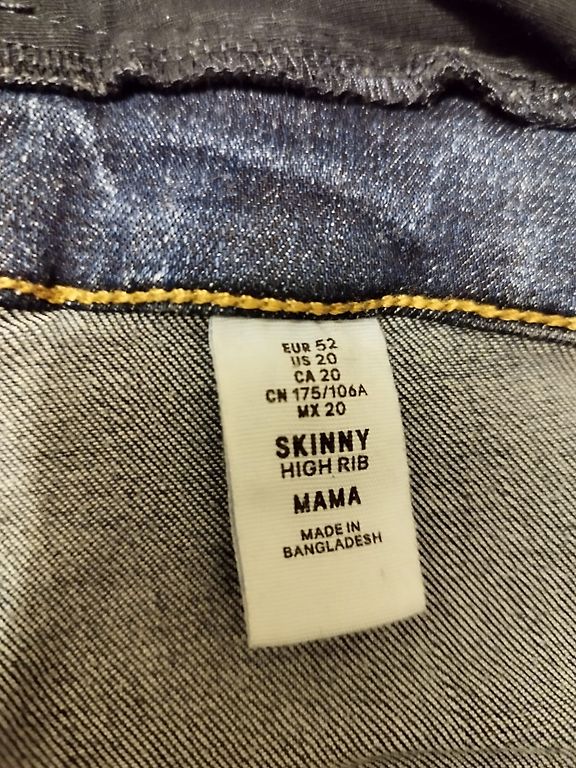 EUR 52
US 20
CA 20
CN 175/106A
MX 20
SKINNY
HIGH RIB
MAMA
MADE IN
BANGLADESH